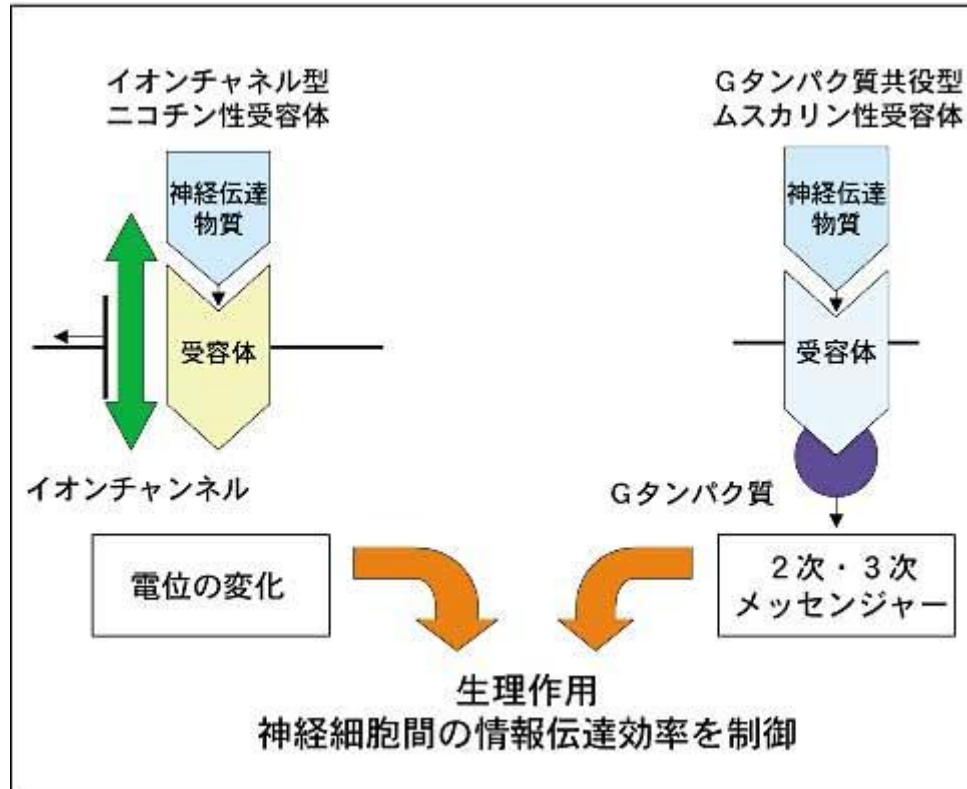 イオンチャネル型
ニコチン性受容体
神経伝達
物質
受容体
イオンチャンネル
電位の変化
Gタンパク質共役型
ムスカリン性受容体
神経伝達
物質
受容体
Gタンパク質
2次・3次
メッセンジャー
生理作用
神経細胞間の情報伝達効率を制御